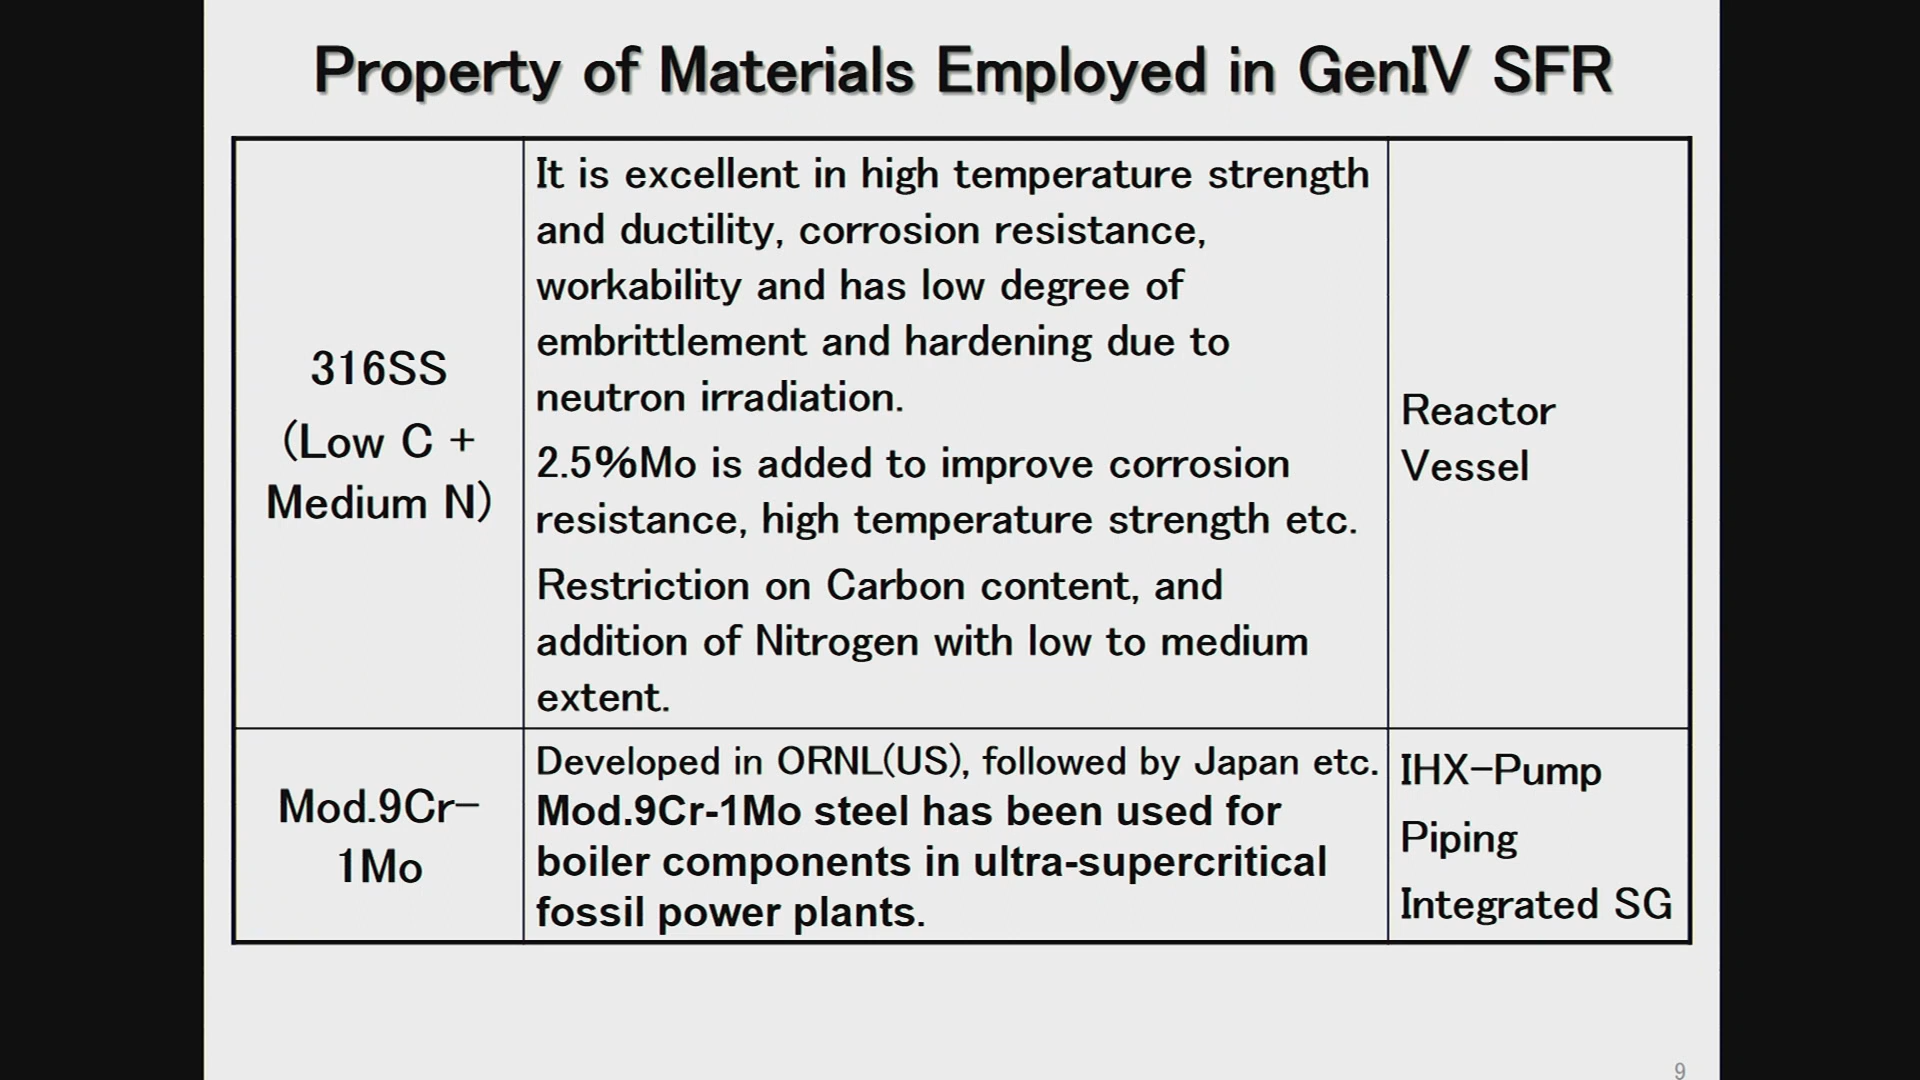 Property of Materials Employed in GenIV SFR
316SS
(Low C +
Medium N)
It is excellent in high temperature strength
and ductility, corrosion resistance,
workability and has low degree of
embrittlement and hardening due to
neutron irradiation.
2.5%Mo is added to improve corrosion
resistance, high temperature strength etc.
Restriction on Carbon content, and
addition of Nitrogen with low to medium
extent.
Reactor
Vessel
Mod.9Cr-
1Mo
Developed in ORNL(US), followed by Japan etc.
Mod.9Cr-1Mo steel has been used for
boiler components in ultra-supercritical
fossil power plants.
IHX-Pump
Piping
Integrated SG
9